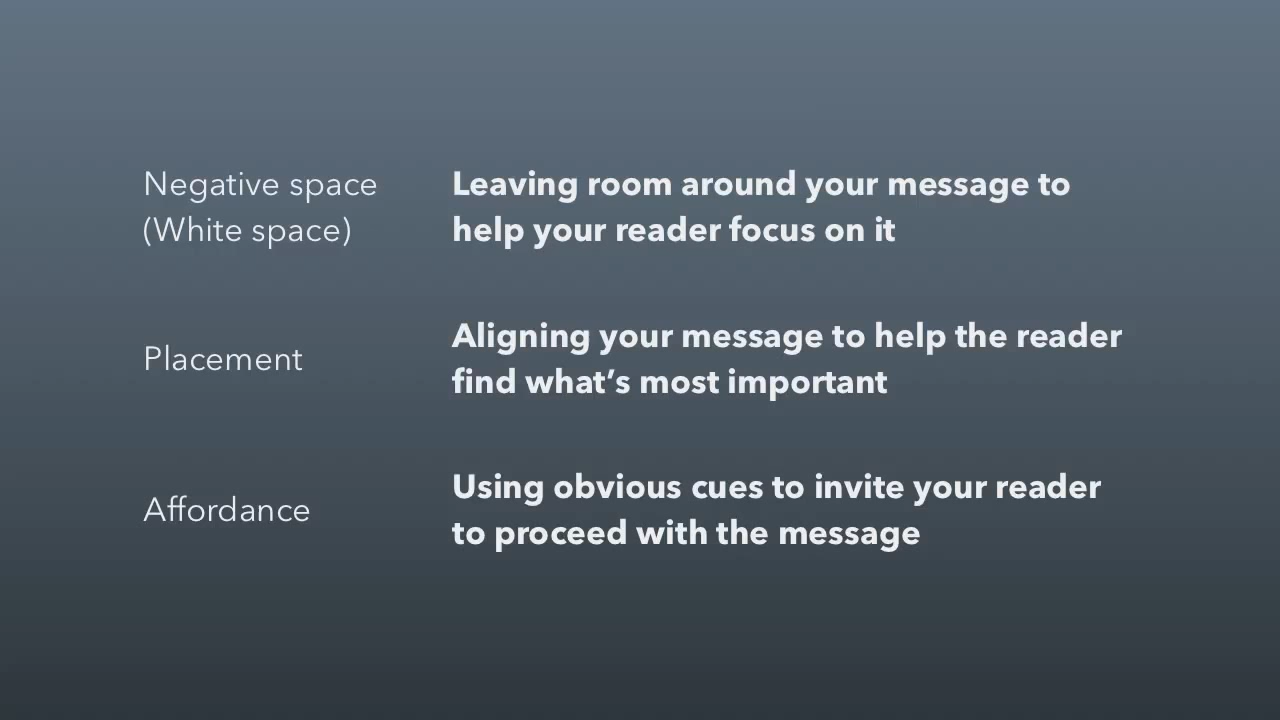 Negative space
(White space)
Leaving room around your message to
help your reader focus on it
Placement
Aligning your message to help the reader
find what’s most important
Affordance
Using obvious cues to invite your reader
to proceed with the message